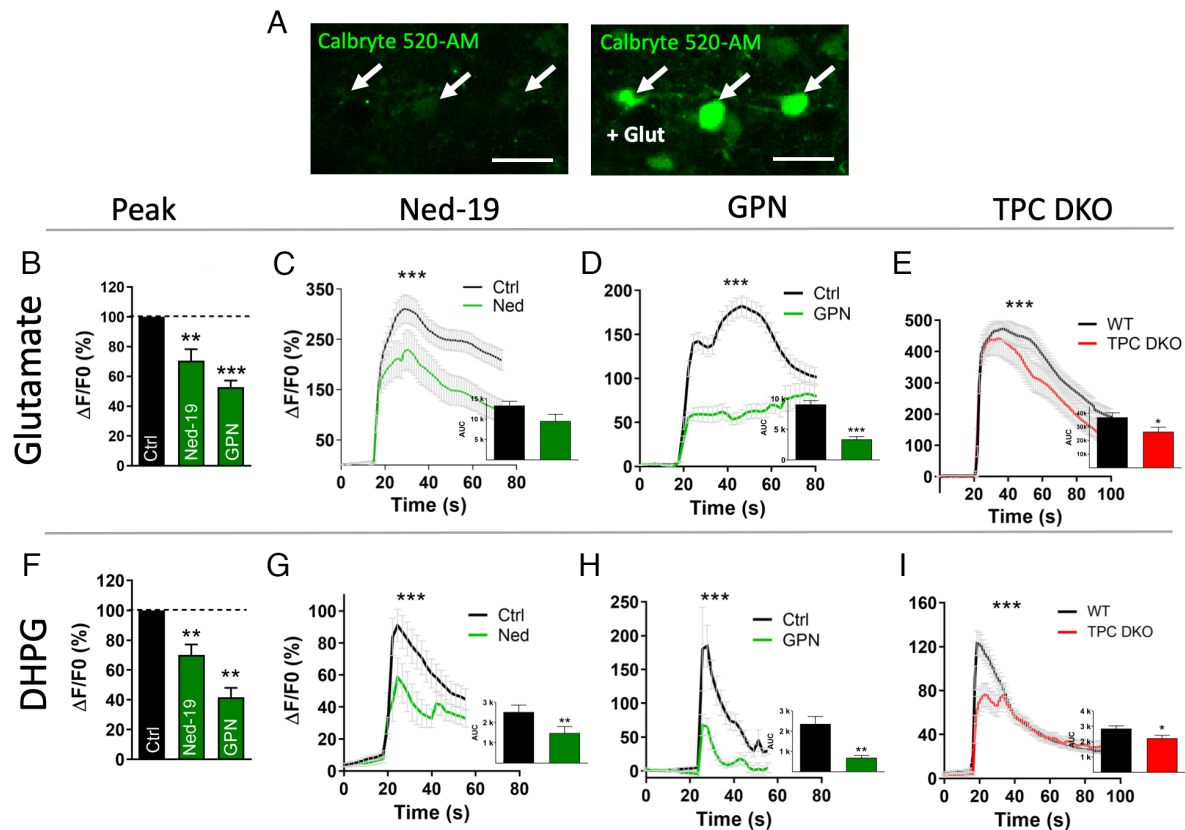 A
Calbryte 520-AM
Calbryte 520-AM
+ Glut
Peak
Ned-19
GPN
TPC DKO
Glutamate
B
ΔF/F0 (%)
120
100
80
60
40
20
0
Ctrl
Ned-19
GPN
**
***
C
***
Ctrl
Ned
ΔF/F0 (%)
350
250
150
50
0 20 40 60 80
Time (s)
AUC
15 k
10 k
5 k
D
***
Ctrl
GPN
200
150
100
50
0
0 20 40 60 80
Time (s)
AUC
10 k
5 k
***
E
***
WT
TPC DKO
500
400
300
200
100
0
20 40 60 80 100
Time (s)
AUC
40k
30k
20k
10k
*
DHPG
F
ΔF/F0 (%)
120
100
80
60
40
20
0
Ctrl
Ned-19
GPN
**
**
G
***
Ctrl
Ned
ΔF/F0 (%)
100
80
60
40
20
0
0 20 40 60 80
Time (s)
AUC
3 k
2 k
1 k
**
H
***
Ctrl
GPN
250
200
150
100
50
0
0 20 40 60 80
Time (s)
AUC
3 k
2 k
1 k
**
I
***
WT
TPC DKO
160
120
80
40
0
0 20 40 60 80 100
Time (s)
AUC
4 k
3 k
2 k
1 k
*